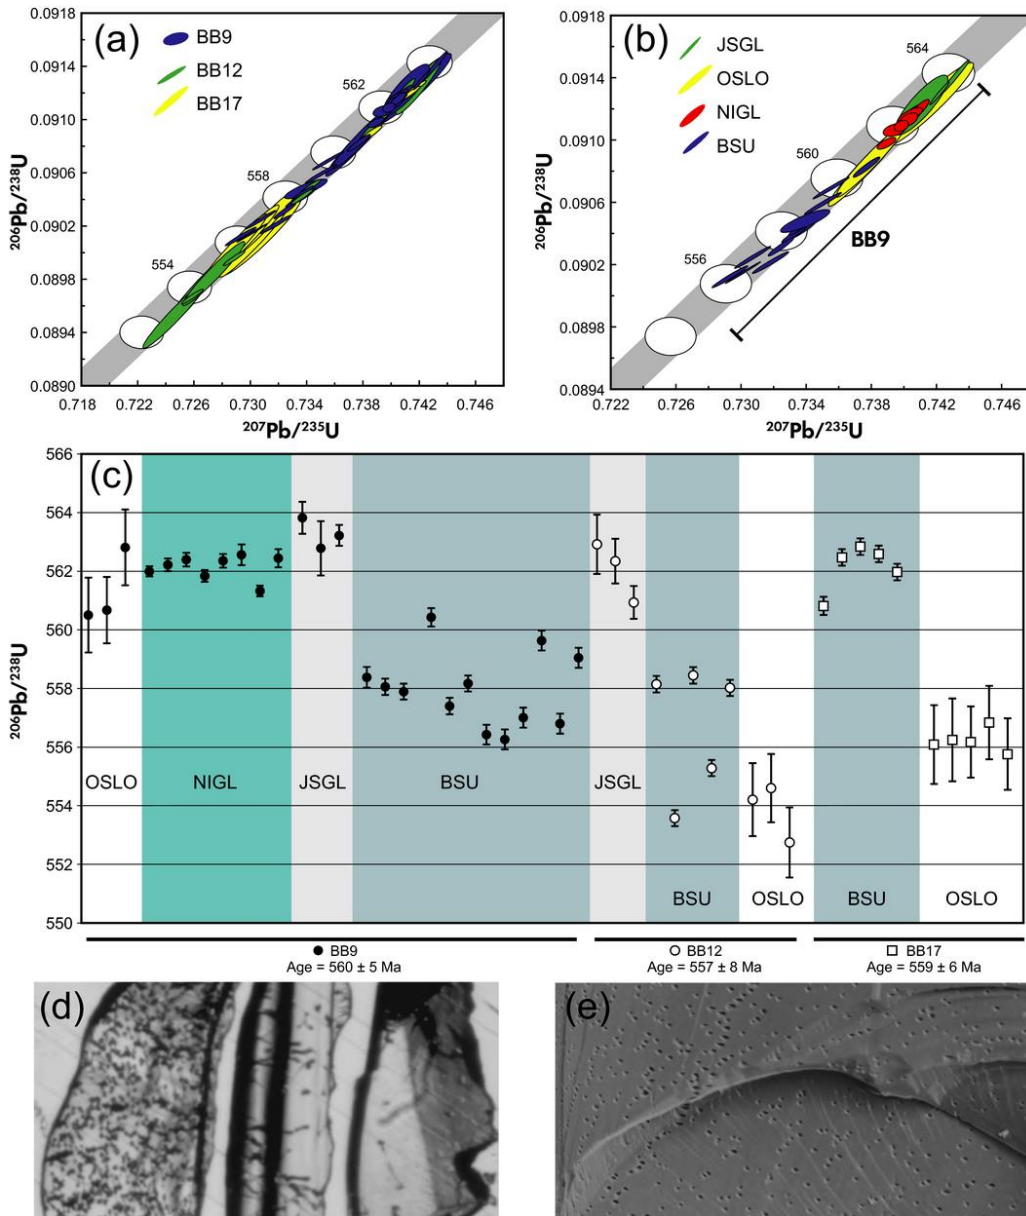 (a)
BB9
BB12
BB17
562
558
554
0.0918
0.0914
0.0910
0.0906
0.0902
0.0898
0.0894
0.0890
0.718 0.722 0.726 0.730 0.734 0.738 0.742 0.746
206Pb/238U
207Pb/235U
(b)
JSGL
OSLO
NIGL
BSU
564
560
556
BB9
0.0918
0.0914
0.0910
0.0906
0.0902
0.0898
0.0894
0.722 0.726 0.730 0.734 0.738 0.742 0.746
206Pb/238U
207Pb/235U
(c)
566
564
562
560
558
556
554
552
550
206Pb/238U
OSLO NIGL JSGL BSU JSGL
BSU OSLO BSU OSLO
BB9 BB12 BB17
Age = 560 ± 5 Ma Age = 557 ± 8 Ma Age = 559 ± 6 Ma
(d)
(e)